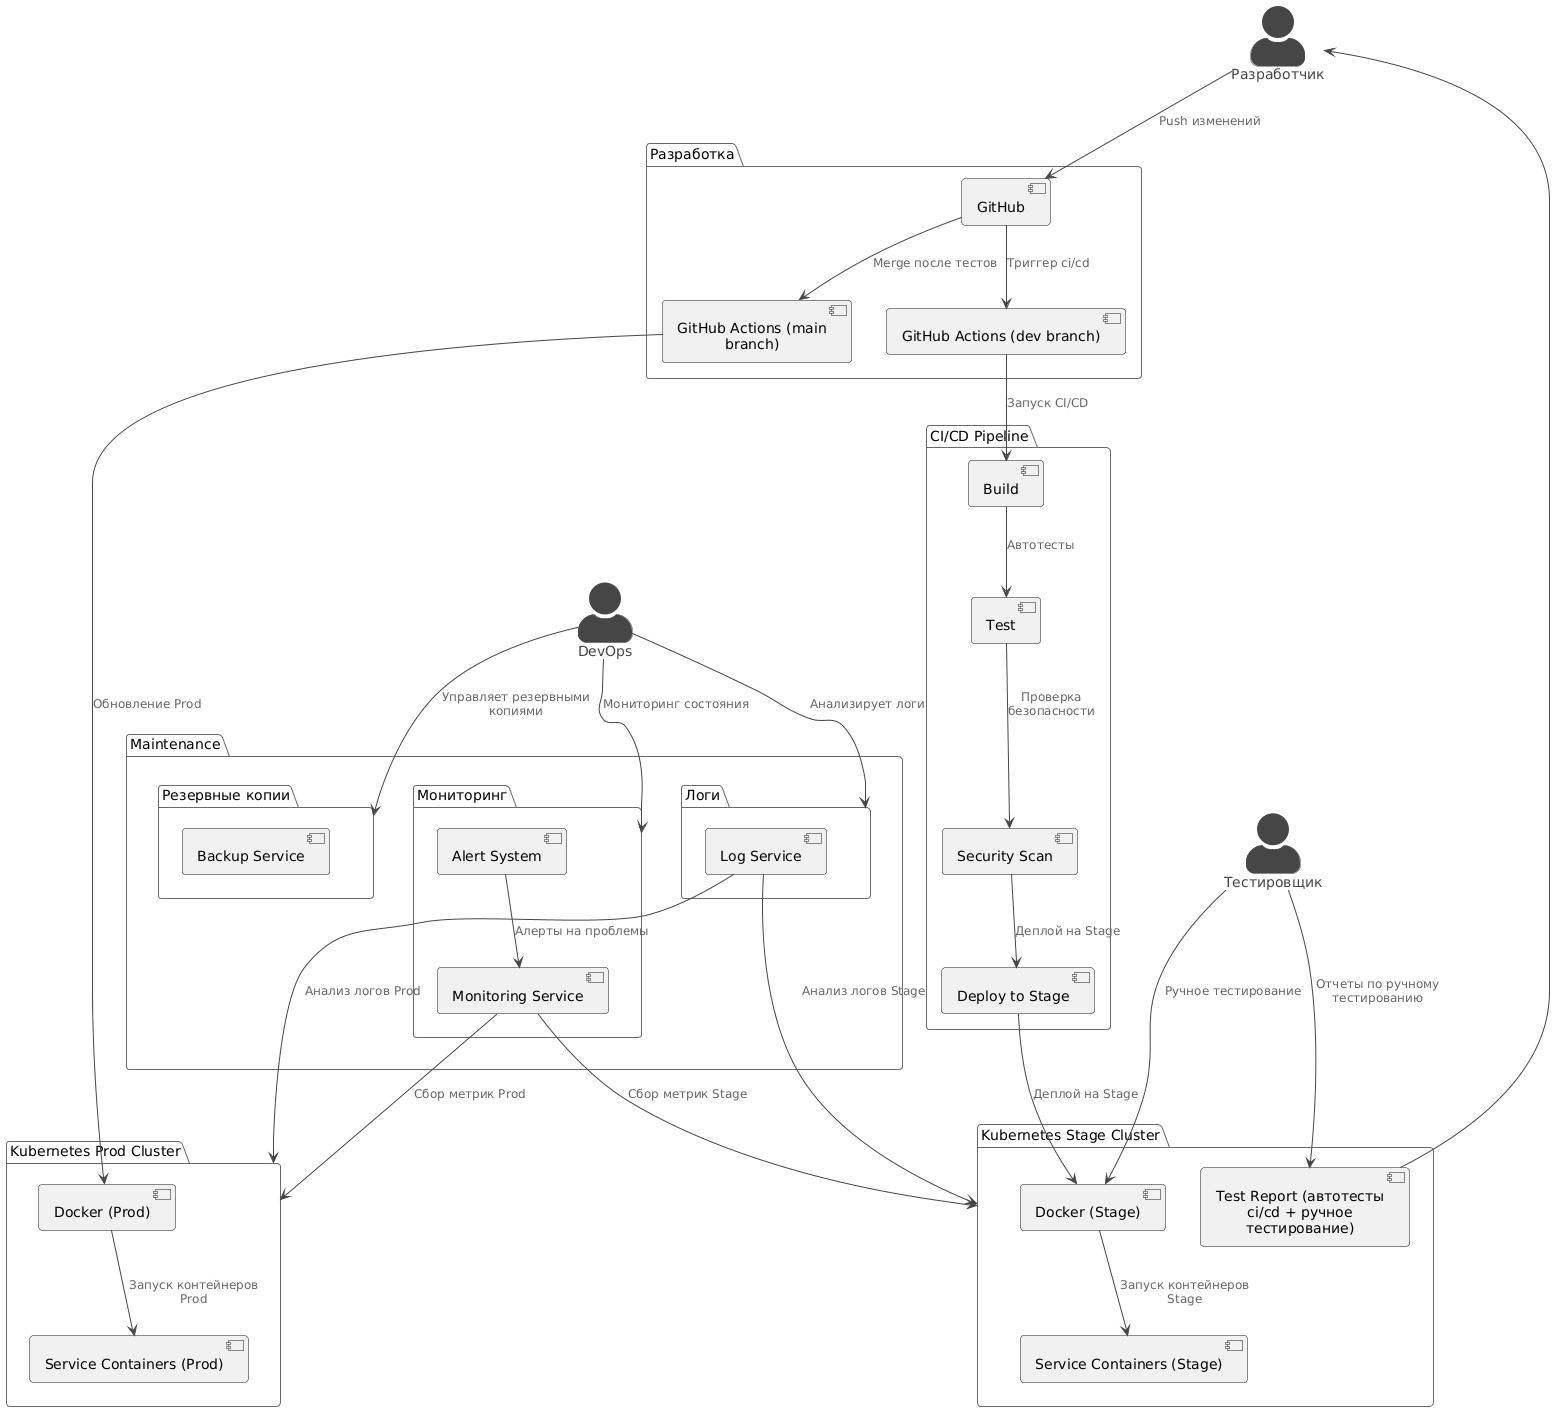 Разработчик
Push изменений
Разработка
GitHub
Merge после тестов
Триггер ci/cd
GitHub Actions (main
branch)
GitHub Actions (dev branch)
Запуск CI/CD
CI/CD Pipeline
Build
Автотесты
Test
DevOps
Обновление Prod
Управляет резервными
копиями
Мониторинг состояния
Анализирует логи
Проверка
безопасности
Maintenance
Резервные копии
Мониторинг
Логи
Backup Service
Alert System
Log Service
Security Scan
Тестировщик
Алерты на проблемы
Деплой на Stage
Анализ логов Prod
Monitoring Service
Анализ логов Stage
Deploy to Stage
Ручное тестирование
Отчеты по ручному
тестированию
Сбор метрик Prod
Сбор метрик Stage
Деплой на Stage
Kubernetes Prod Cluster
Kubernetes Stage Cluster
Docker (Prod)
Docker (Stage)
Test Report (автотесты
ci/cd + ручное
тестирование)
Запуск контейнеров
Prod
Запуск контейнеров
Stage
Service Containers (Prod)
Service Containers (Stage)